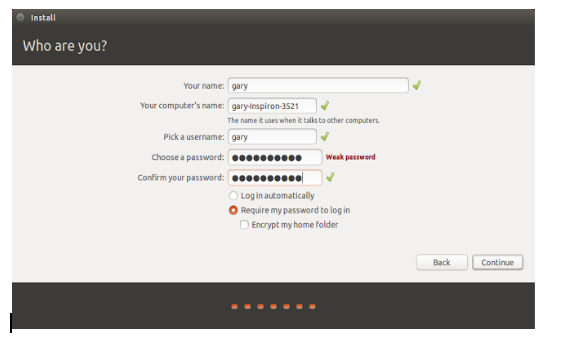 Install
Who are you?
Your name: gary
Your computer's name: gary-Inspiron-3521
The name it uses when it talks to other computers.
Pick a username: gary
Choose a password: ●●●●●●●●●● Weak password
Confirm your password: ●●●●●●●●●●
Log in automatically
Require my password to log in
Encrypt my home folder
Back Continue